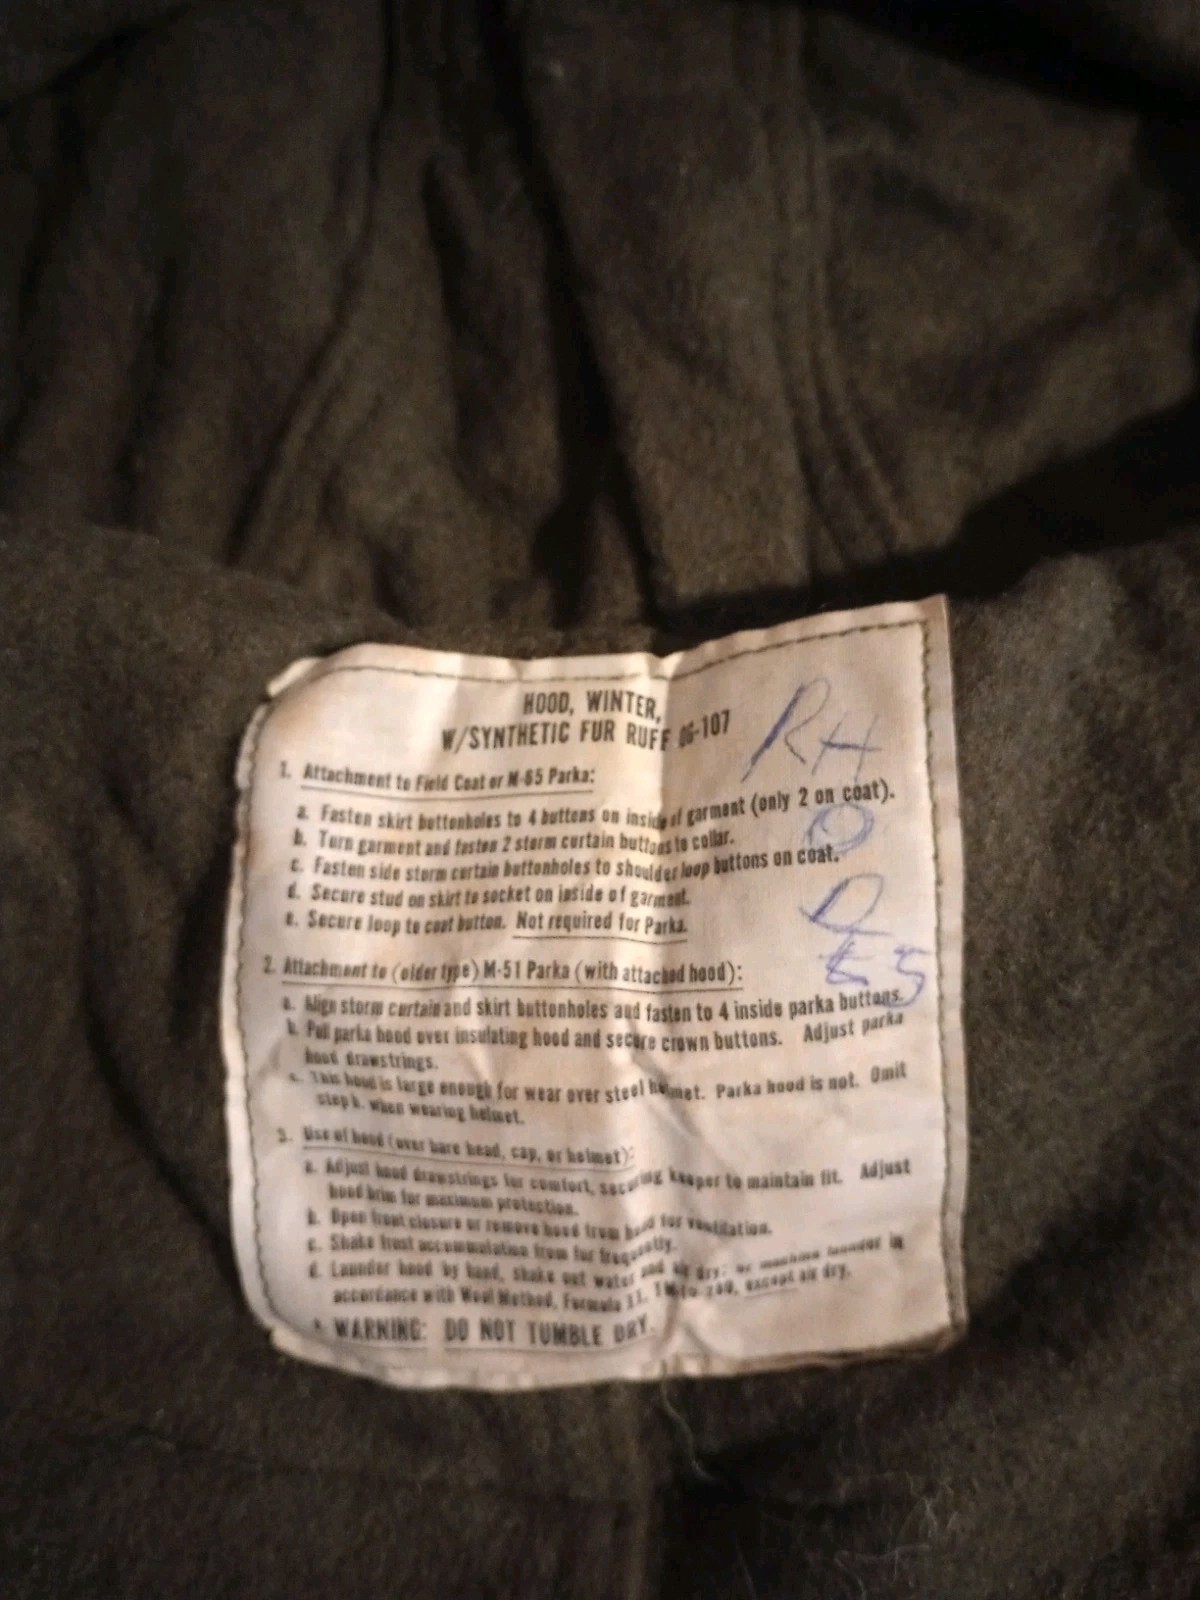 HOOD, WINTER,
W/SYNTHETIC FUR RUFF OG-107
RH
O
D
E5
1. Attachment to Field Coat or M-65 Parka:
a. Fasten skirt buttonholes to 4 buttons on inside of garment (only 2 on coat).
b. Turn garment and fasten 2 storm curtain buttons to collar.
c. Fasten side storm curtain buttonholes to shoulder loop buttons on coat.
d. Secure stud on skirt to socket on inside of garment.
e. Secure loop to coat button. Not required for Parka.
2. Attachment to (older type) M-51 Parka (with attached hood):
a. Align storm curtain and skirt buttonholes and fasten to 4 inside parka buttons.
b. Pull parka hood over insulating hood and secure crown buttons. Adjust parka
hood drawstrings.
c. This hood is large enough for wear over steel helmet. Parka hood is not. Omit
step b. when wearing helmet.
3. Use of hood (over bare head, cap, or helmet):
a. Adjust hood drawstrings for comfort, securing keeper to maintain fit. Adjust
hood brim for maximum protection.
b. Open front closure or remove hood from head for ventilation.
c. Shake frost accumulation from fur frequently.
d. Launder hood by hand, shake out water and air dry; or machine launder in
accordance with Wool Method, Formula II, except air dry.
WARNING: DO NOT TUMBLE DRY.